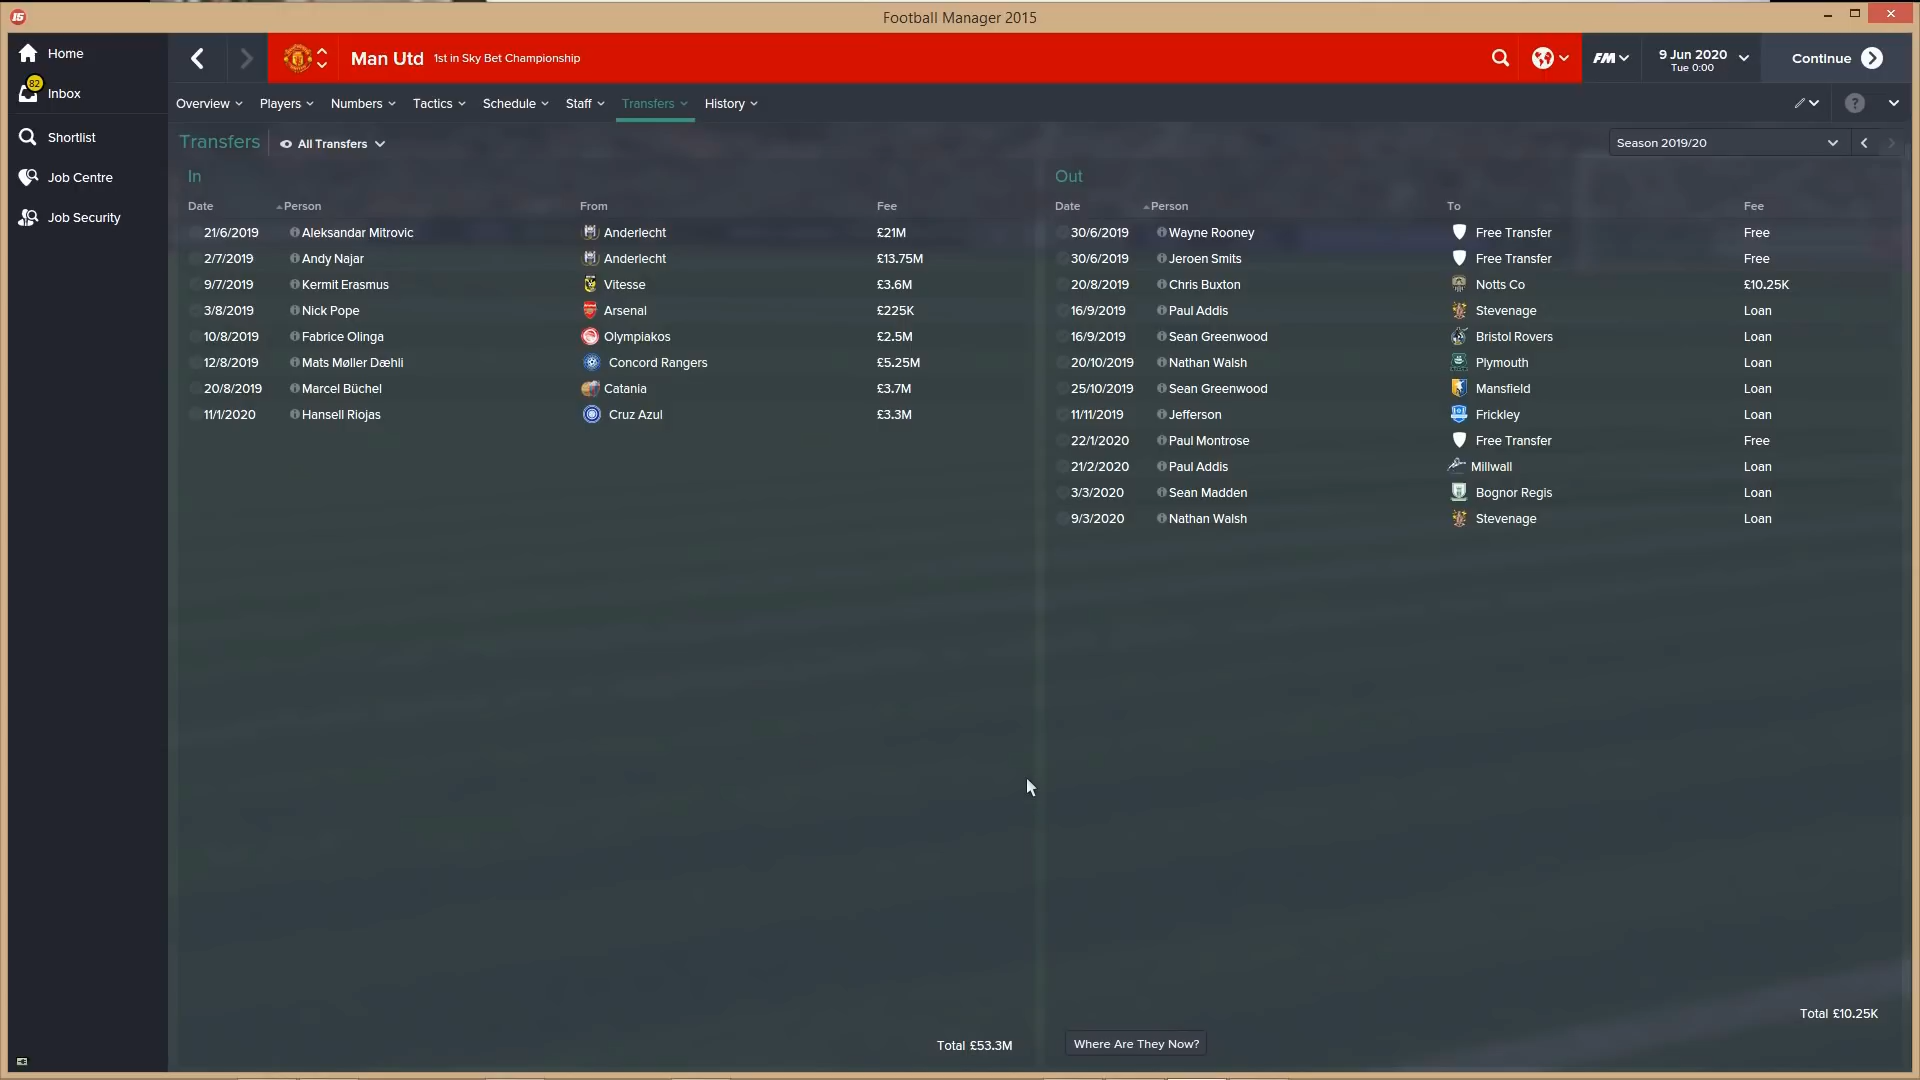 15 Football Manager 2015
Home
82
Inbox
Shortlist
Job Centre
Job Security
Man Utd 1st in Sky Bet Championship
FM
9 Jun 2020
Tue 0:00
Continue
Overview Players Numbers Tactics Schedule Staff Transfers History
?
Transfers All Transfers
Season 2019/20
In
Date Person From Fee
21/6/2019 Aleksandar Mitrovic Anderlecht £21M
2/7/2019 Andy Najar Anderlecht £13.75M
9/7/2019 Kermit Erasmus Vitesse £3.6M
3/8/2019 Nick Pope Arsenal £225K
10/8/2019 Fabrice Olinga Olympiakos £2.5M
12/8/2019 Mats Møller Dæhli Concord Rangers £5.25M
20/8/2019 Marcel Büchel Catania £3.7M
11/1/2020 Hansell Riojas Cruz Azul £3.3M
Total £53.3M
Out
Date Person To Fee
30/6/2019 Wayne Rooney Free Transfer Free
30/6/2019 Jeroen Smits Free Transfer Free
20/8/2019 Chris Buxton Notts Co £10.25K
16/9/2019 Paul Addis Stevenage Loan
16/9/2019 Sean Greenwood Bristol Rovers Loan
20/10/2019 Nathan Walsh Plymouth Loan
25/10/2019 Sean Greenwood Mansfield Loan
11/11/2019 Jefferson Frickley Loan
22/1/2020 Paul Montrose Free Transfer Free
21/2/2020 Paul Addis Millwall Loan
3/3/2020 Sean Madden Bognor Regis Loan
9/3/2020 Nathan Walsh Stevenage Loan
Total £10.25K
Where Are They Now?